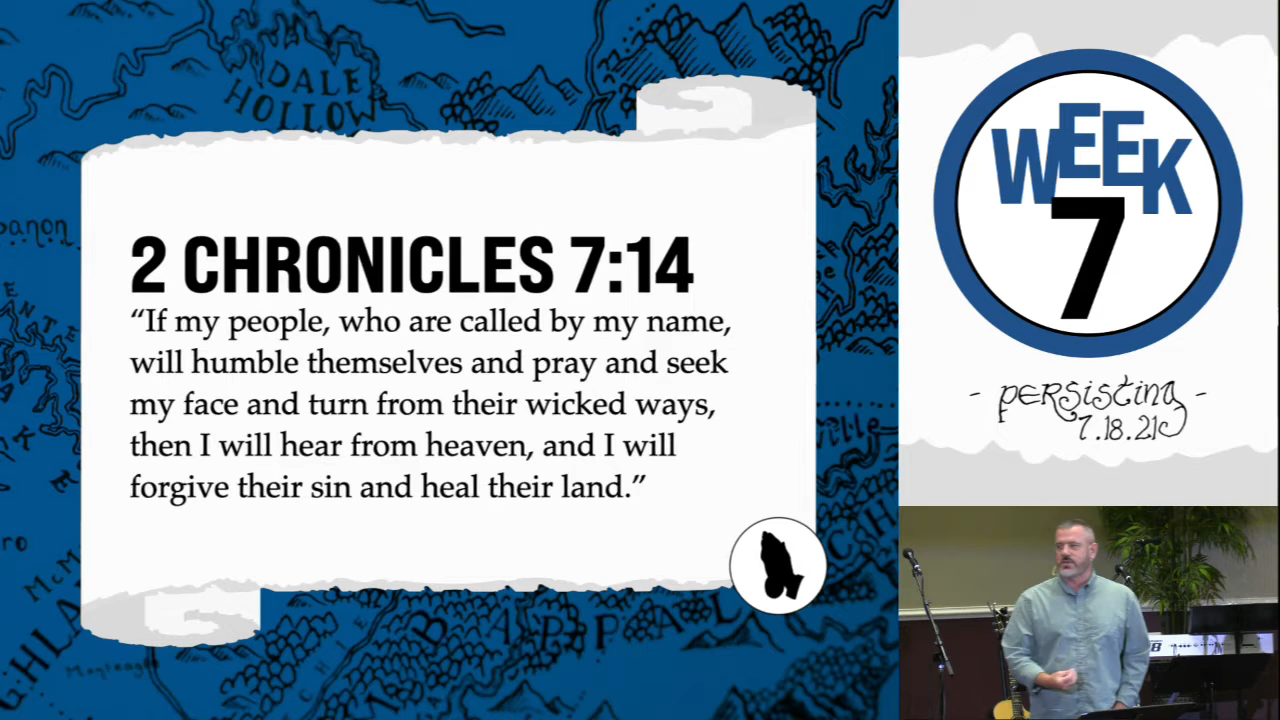 DALE
HOLLOW
2 CHRONICLES 7:14
“If my people, who are called by my name,
will humble themselves and pray and seek
my face and turn from their wicked ways,
then I will hear from heaven, and I will
forgive their sin and heal their land.”
WEEK
7
- PERSISTING -
7.18.21